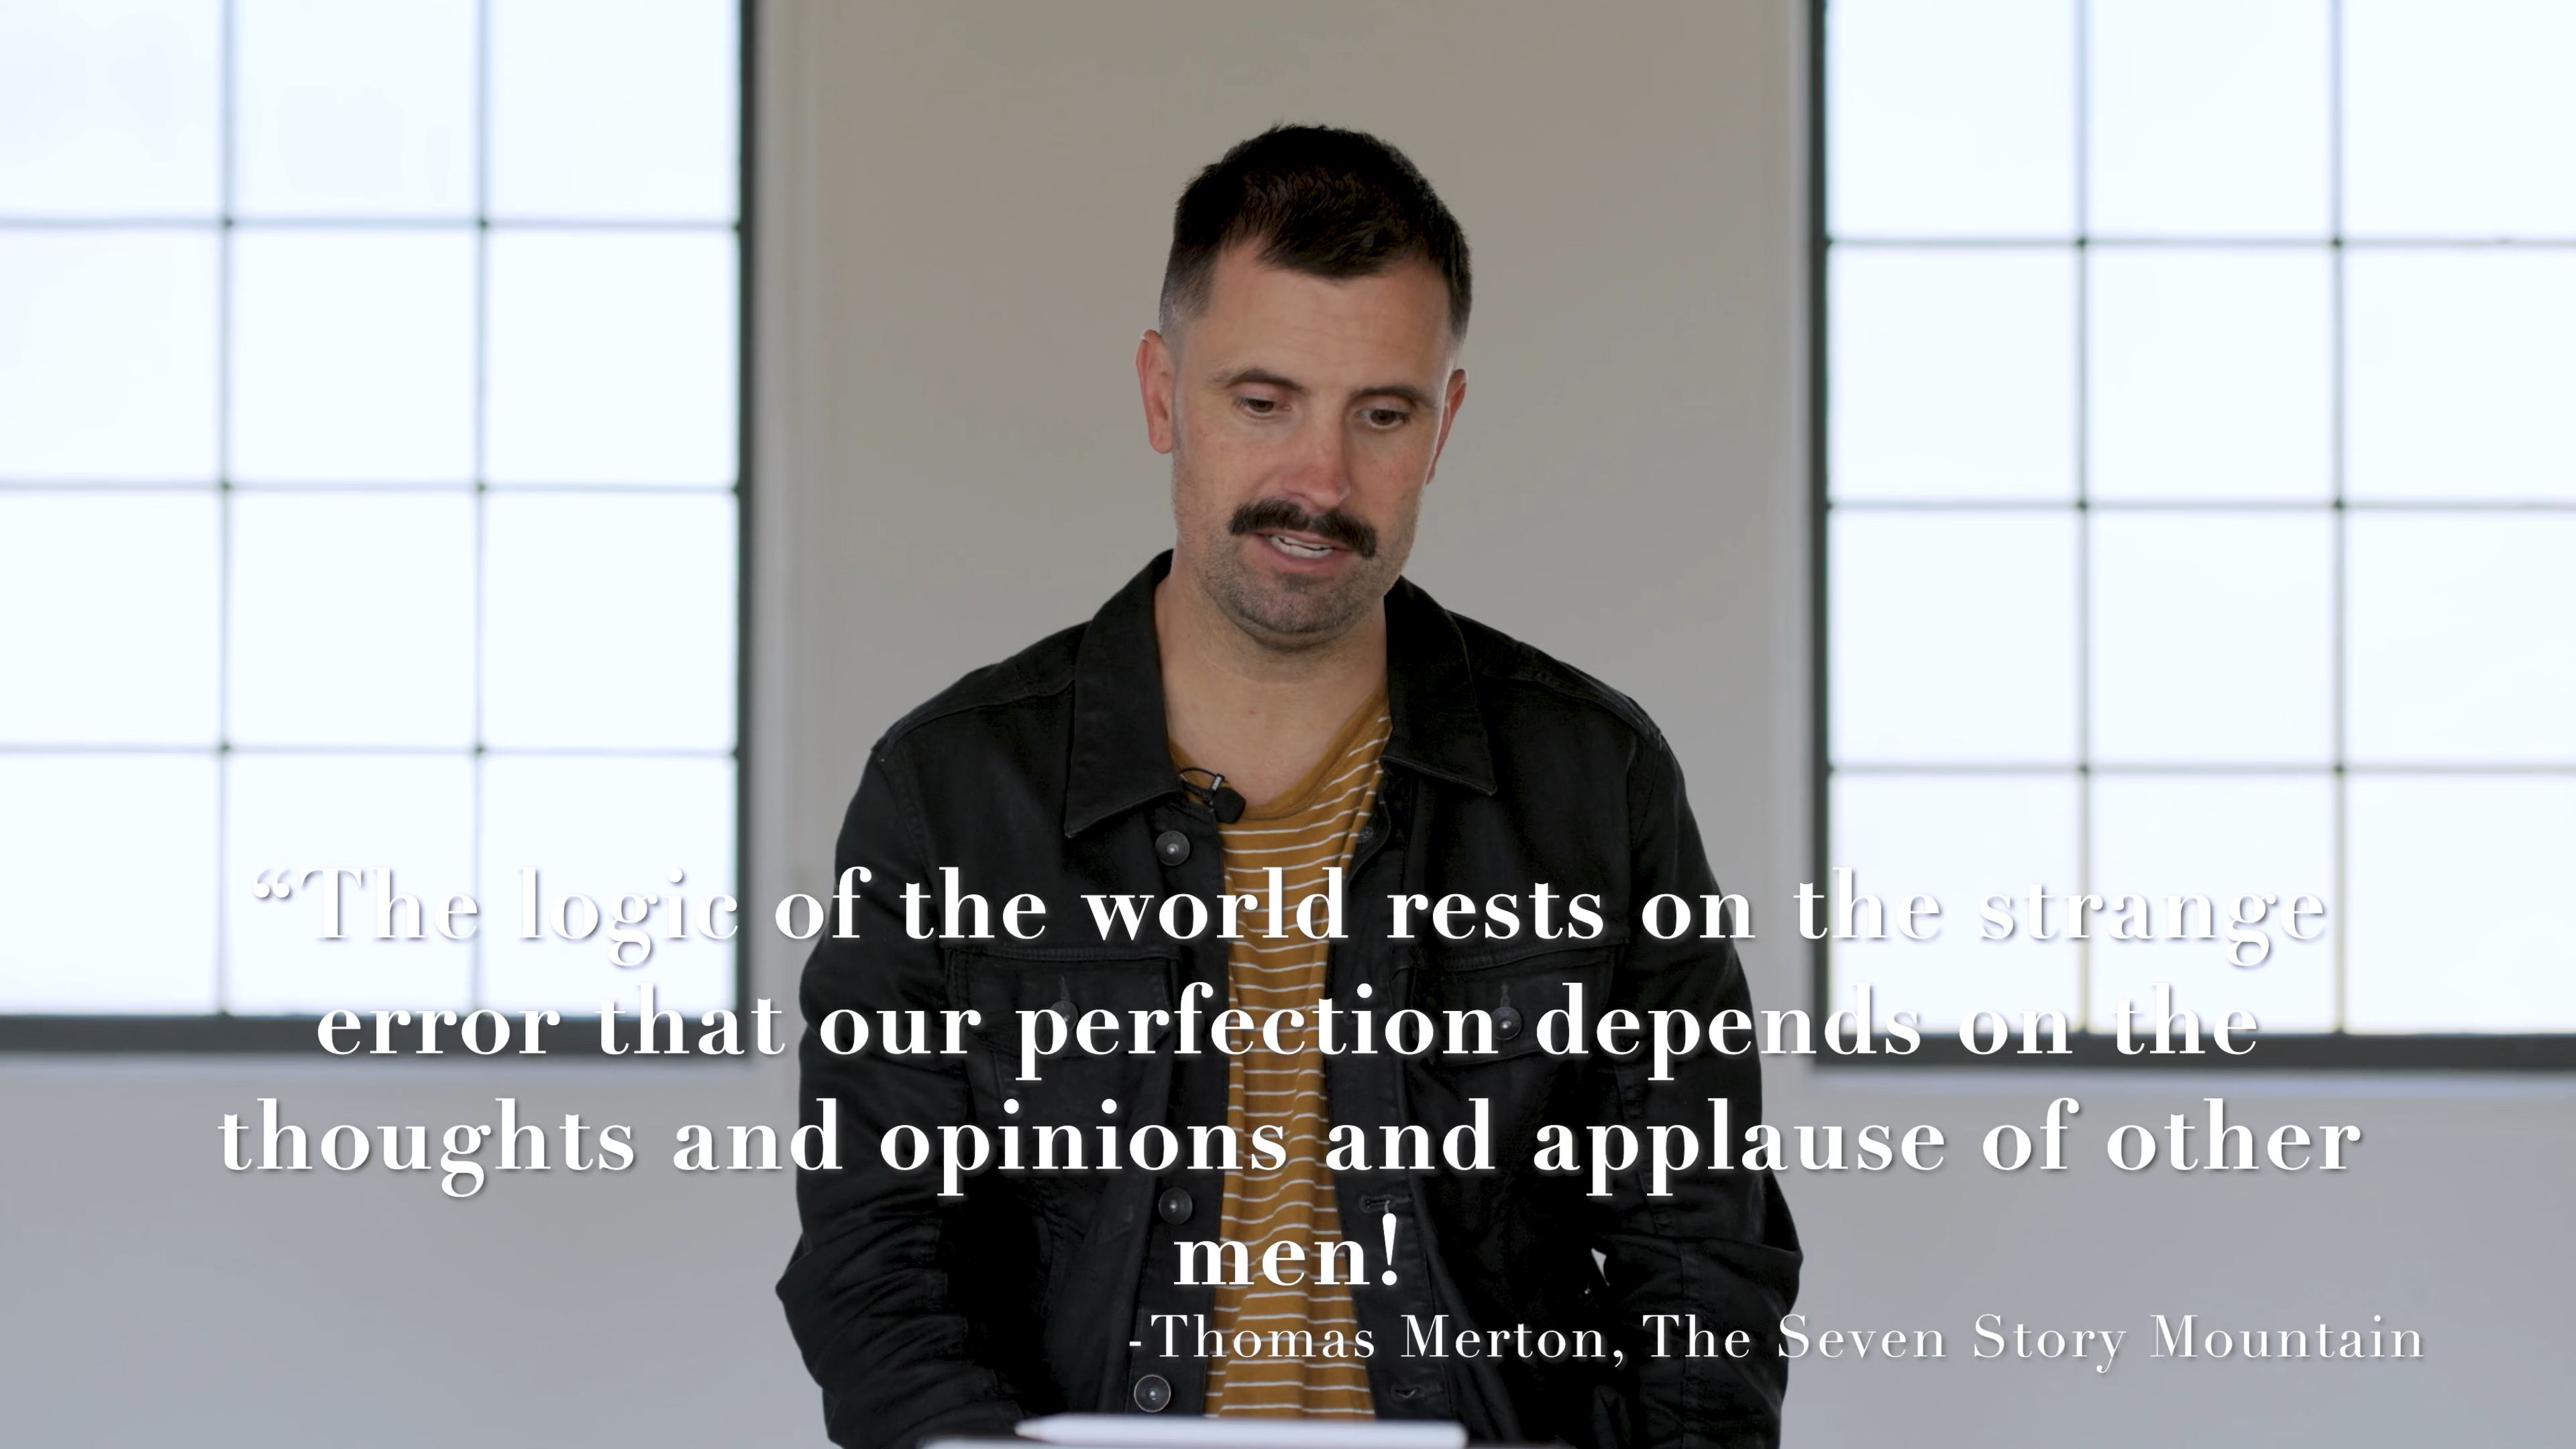 “The logic of the world rests on the strange
error that our perfection depends on the
thoughts and opinions and applause of other
men!
-Thomas Merton, The Seven Story Mountain